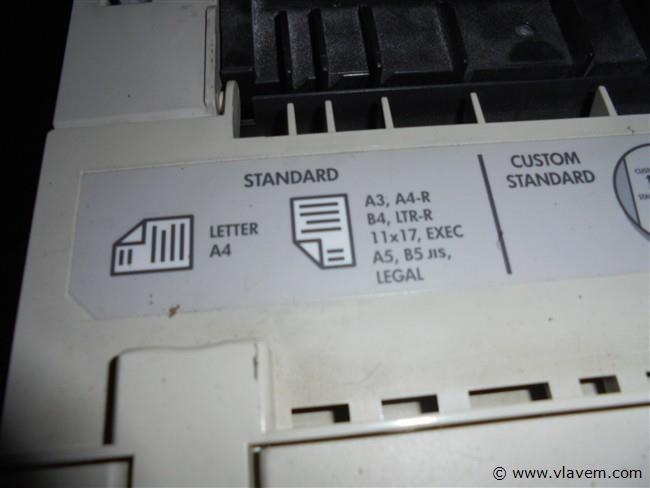 STANDARD
LETTER
A4
A3, A4-R
B4, LTR-R
11x17, EXEC
A5, B5 JIS,
LEGAL
CUSTOM
STANDARD
© www.vlavem.com